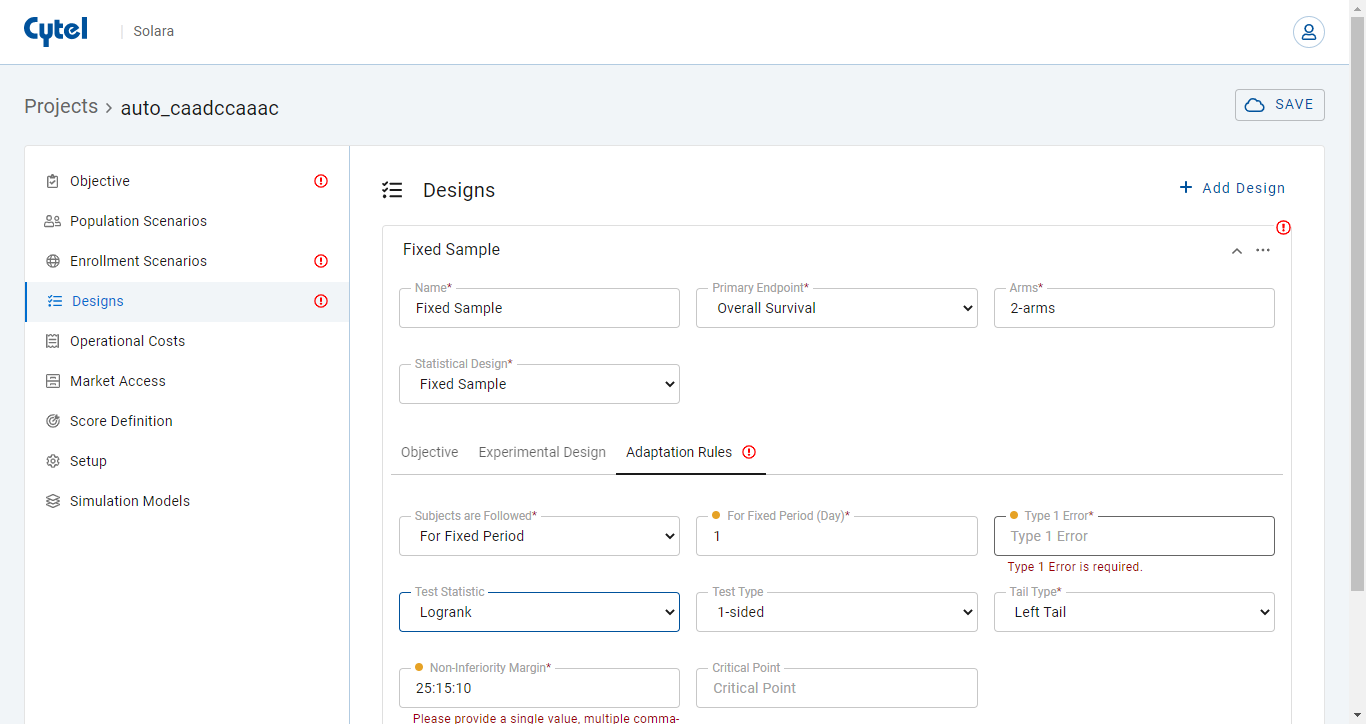 Cytel
Solara
Projects > auto_caadccaaac
SAVE
Objective
Population Scenarios
Enrollment Scenarios
Designs
Operational Costs
Market Access
Score Definition
Setup
Simulation Models
Designs
+ Add Design
Fixed Sample
Name* Primary Endpoint* Arms*
Fixed Sample Overall Survival 2-arms
Statistical Design*
Fixed Sample
Objective Experimental Design Adaptation Rules
Subjects are Followed* For Fixed Period (Day)* Type 1 Error*
For Fixed Period 1 Type 1 Error
Type 1 Error is required.
Test Statistic Test Type Tail Type*
Logrank 1-sided Left Tail
Non-Inferiority Margin* Critical Point
25:15:10 Critical Point
Please provide a single value, multiple comma-